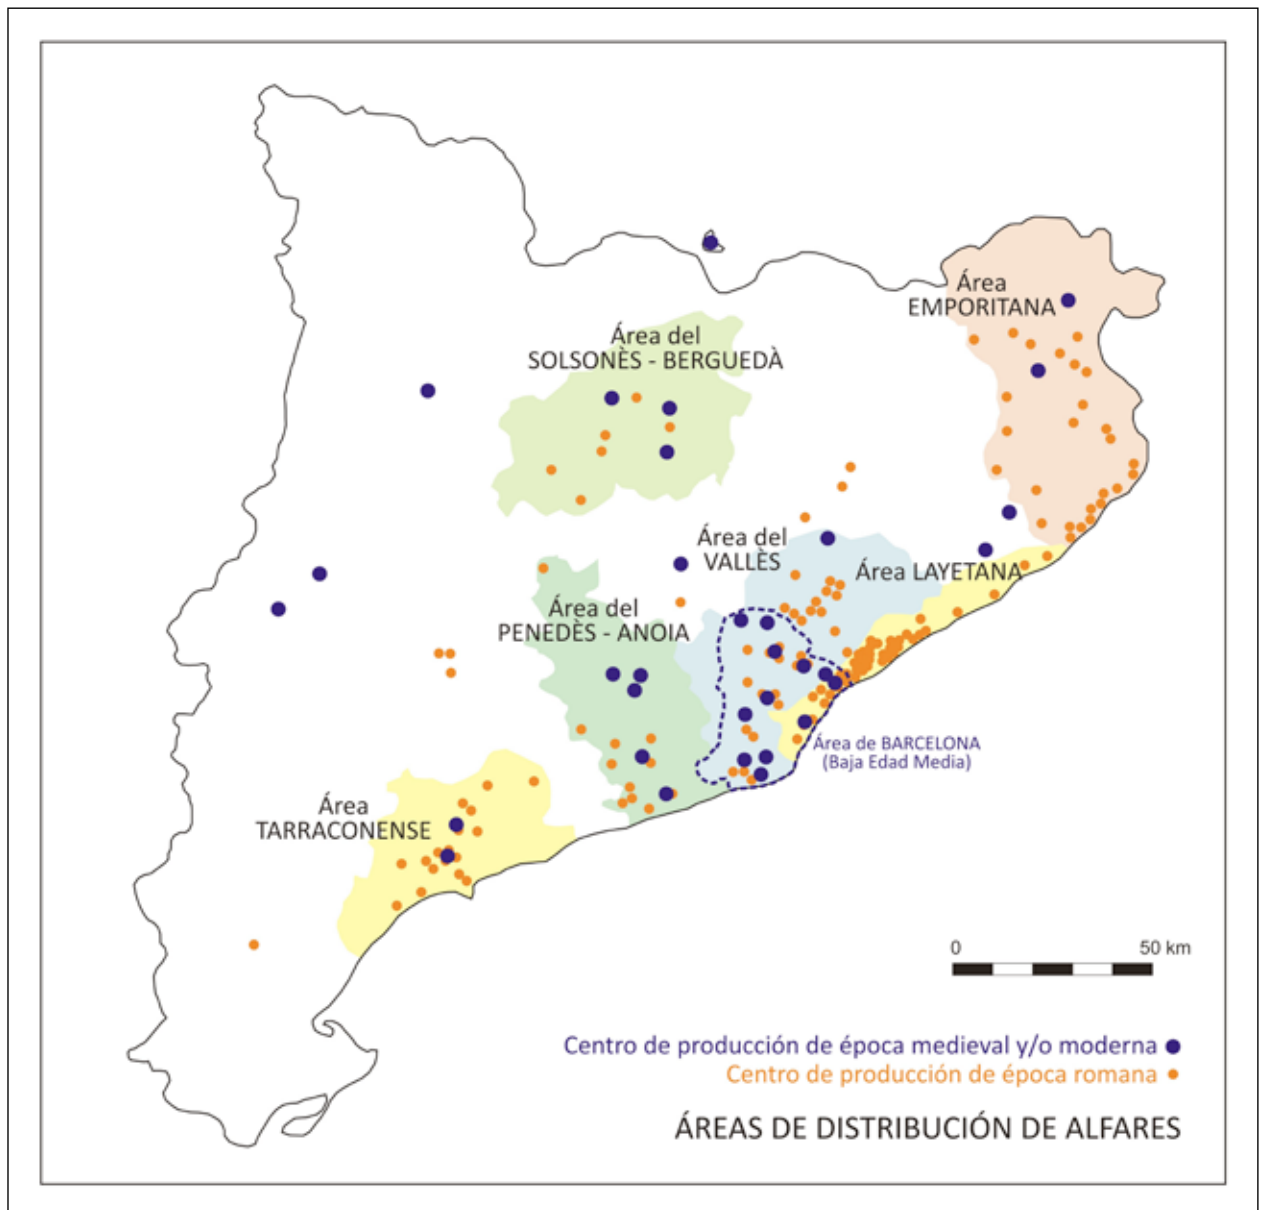 Área
EMPORITANA
Área del
SOLSONÈS - BERGUEDÀ
Área del
VALLÈS
Área LAYETANA
Área del
PENEDÈS - ANOIA
Área de BARCELONA
(Baja Edad Media)
Área
TARRACONENSE
0 50 km
Centro de producción de época medieval y/o moderna
Centro de producción de época romana
ÁREAS DE DISTRIBUCIÓN DE ALFARES